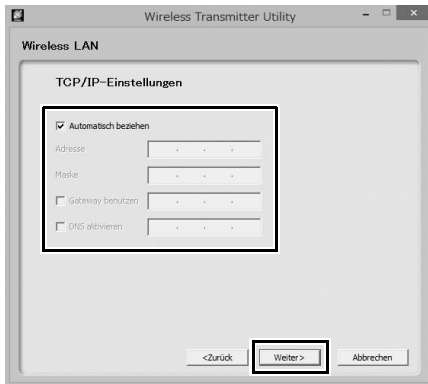 Wireless Transmitter Utility
Wireless LAN
TCP/IP-Einstellungen
Automatisch beziehen
Adresse
Maske
Gateway benutzen
DNS aktivieren
<Zurück Weiter> Abbrechen